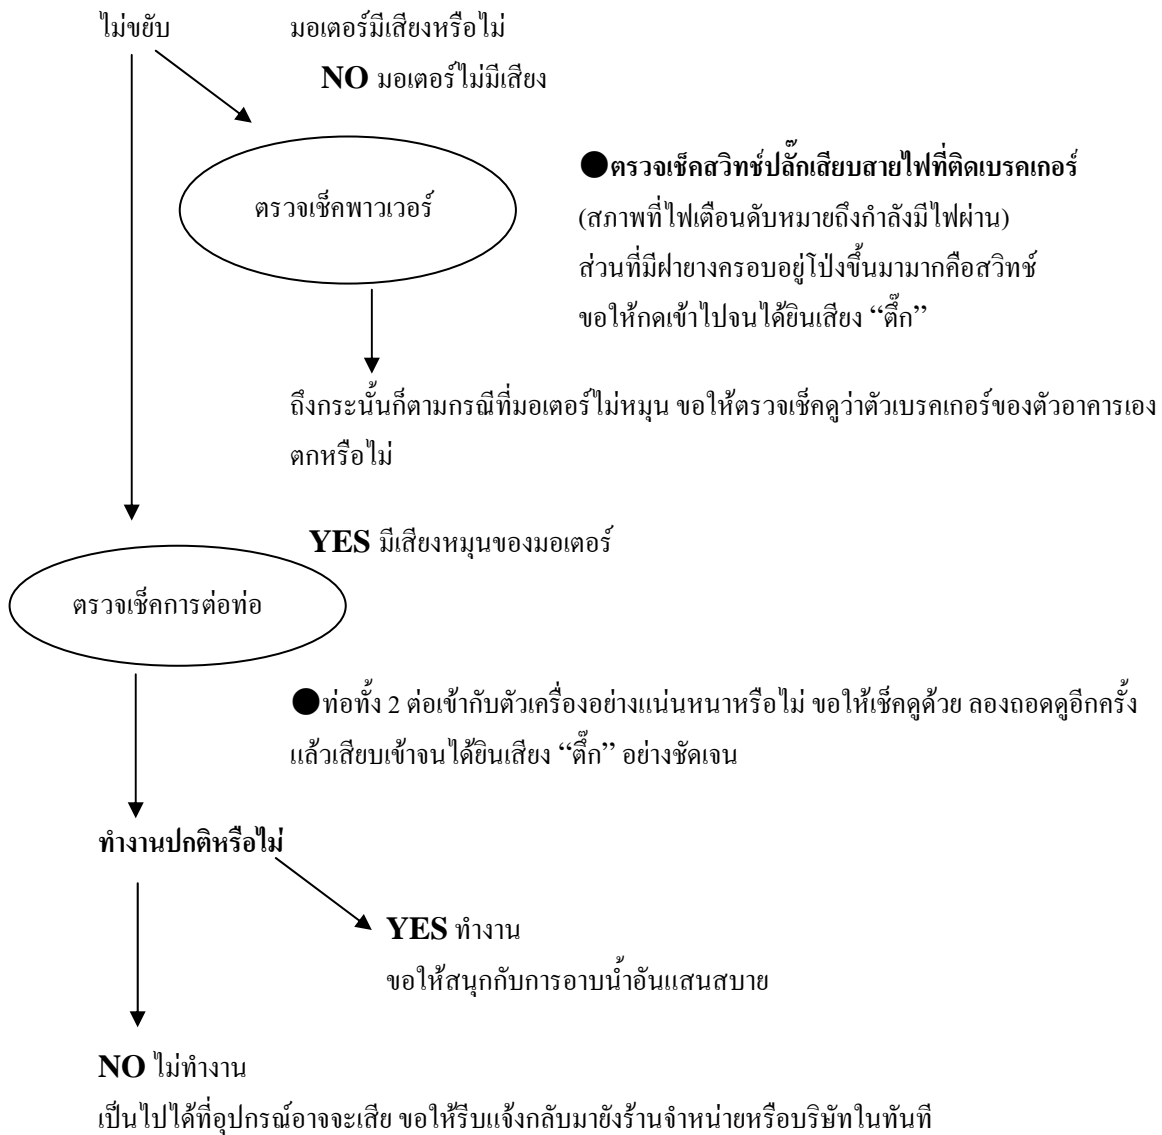 ไม่ขยับ
มอเตอร์มีเสียงหรือไม่
NO มอเตอร์ไม่มีเสียง
ตรวจเช็คพาวเวอร์
●ตรวจเช็คสวิทช์ปลั๊กเสียบสายไฟที่ติดเบรคเกอร์
(สภาพที่ไฟเตือนดับหมายถึงกำลังมีไฟผ่าน)
ส่วนที่มีฝายางครอบอยู่โป่งขึ้นมามากคือสวิทช์
ขอให้กดเข้าไปจนได้ยินเสียง “ตึ๊ก”
ถึงกระนั้นก็ตามกรณีที่มอเตอร์ไม่หมุน ขอให้ตรวจเช็คดูว่าตัวเบรคเกอร์ของตัวอาคารเอง
ตกหรือไม่
YES มีเสียงหมุนของมอเตอร์
ตรวจเช็คการต่อท่อ
●ท่อทั้ง 2 ต่อเข้ากับตัวเครื่องอย่างแน่นหนาหรือไม่ ขอให้เช็คดูด้วย ลองถอดดูอีกครั้ง
แล้วเสียบเข้าจนได้ยินเสียง “ตึ๊ก” อย่างชัดเจน
ทำงานปกติหรือไม่
YES ทำงาน
ขอให้สนุกกับการอาบน้ำอันแสนสบาย
NO ไม่ทำงาน
เป็นไปได้ที่อุปกรณ์อาจจะเสีย ขอให้รีบแจ้งกลับมายังร้านจำหน่ายหรือบริษัทในทันที